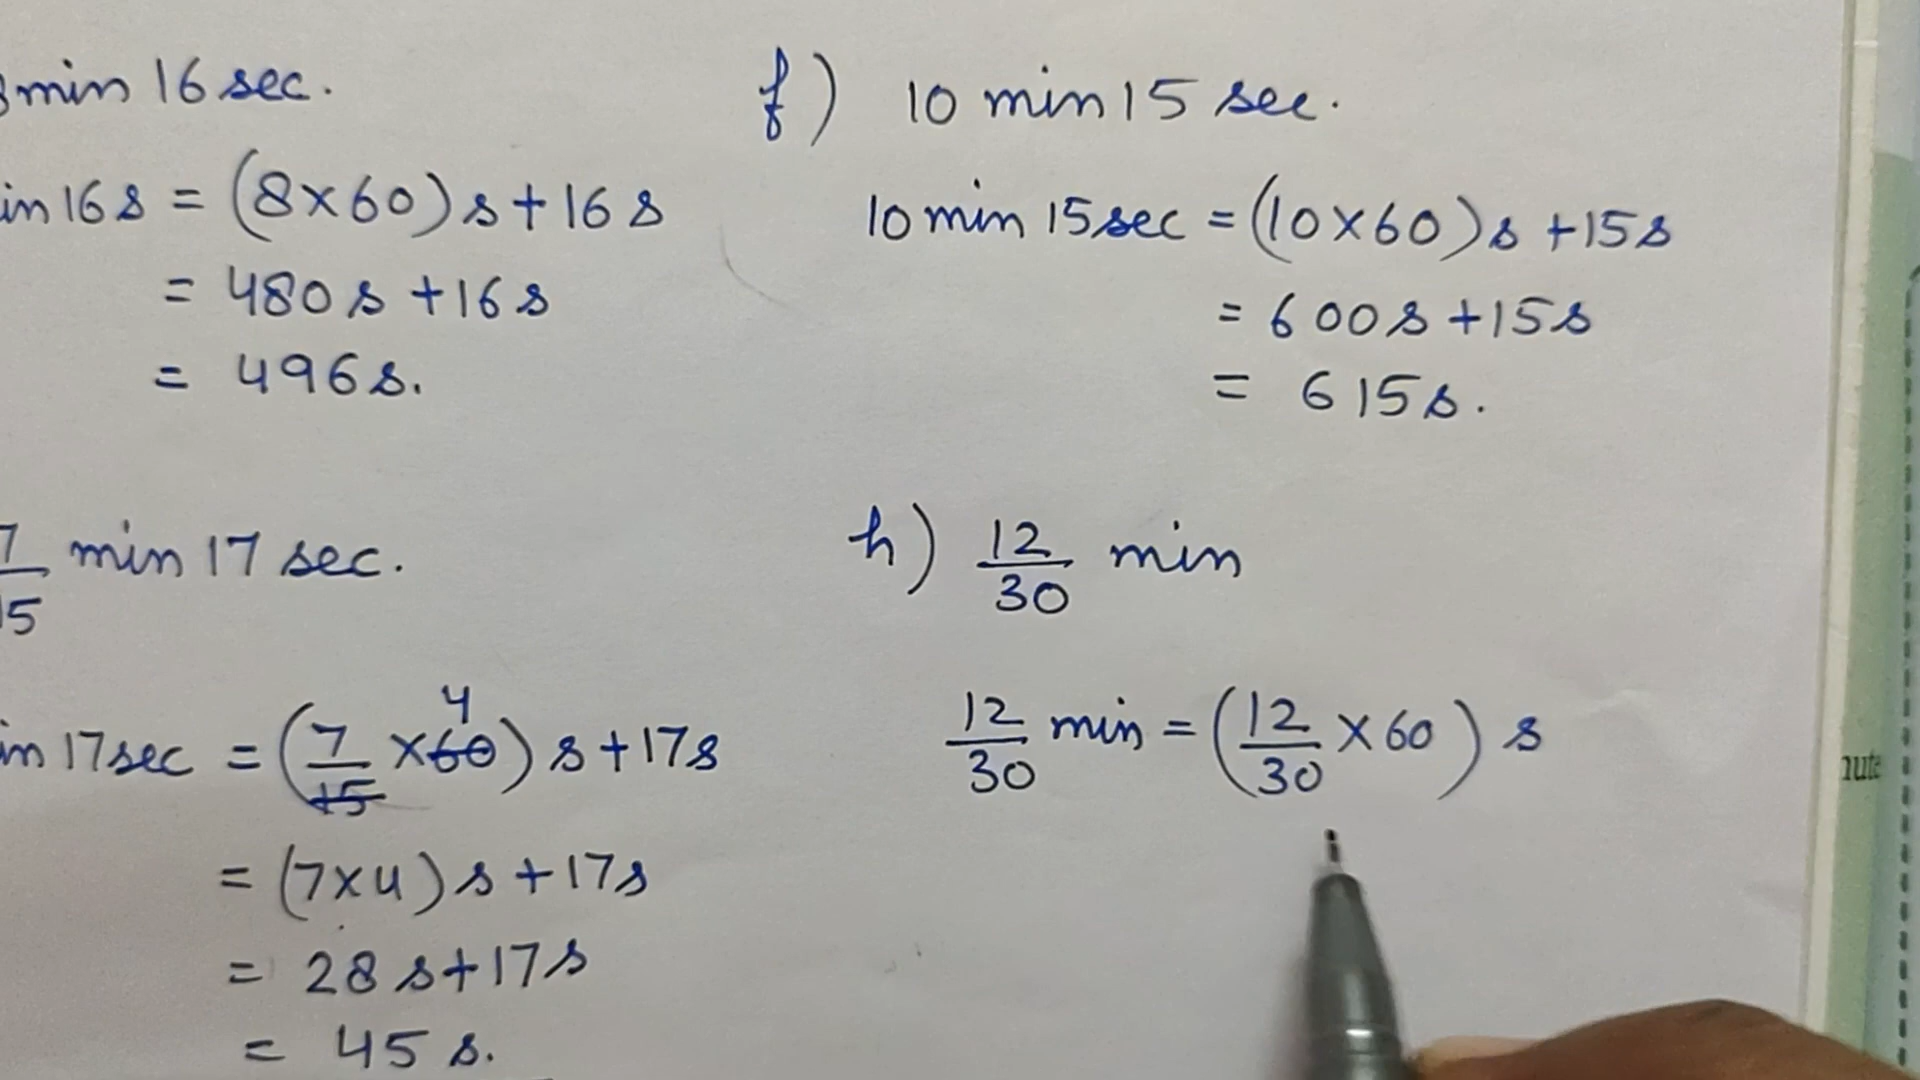 min 16 sec.
in 16 s = (8×60) s + 16 s
= 480 s + 16 s
= 496 s.
f) 10 min 15 sec.
10 min 15 sec = (10×60) s + 15 s
= 600 s + 15 s
= 615 s.
7/15 min 17 sec.
in 17 sec = (7/15 × 60) s + 17 s
4
= (7×4) s + 17 s
= 28 s + 17 s
= 45 s.
h) 12/30 min
12/30 min = (12/30 × 60) s
nute